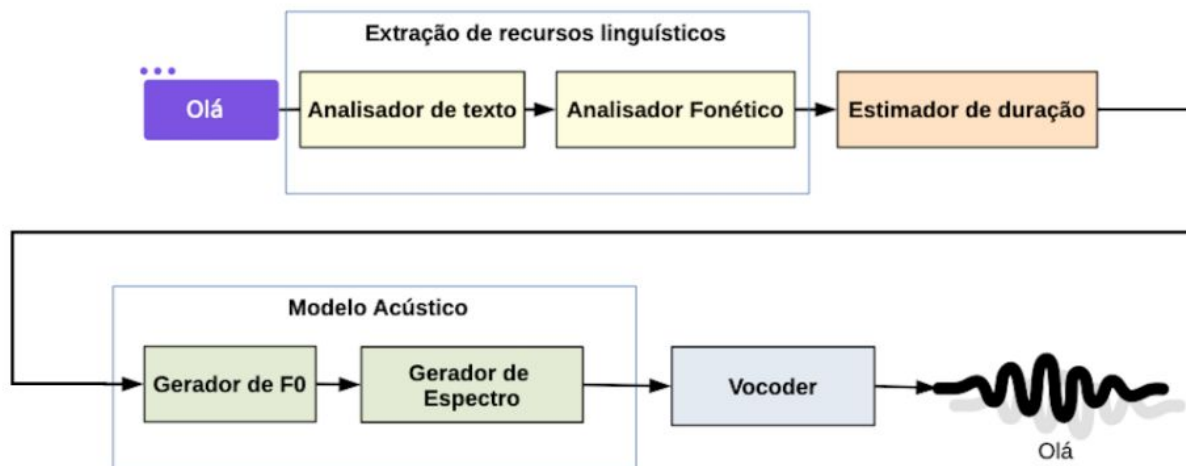 Extração de recursos linguísticos
Olá
Analisador de texto
Analisador Fonético
Estimador de duração
Modelo Acústico
Gerador de F0
Gerador de
Espectro
Vocoder
Olá